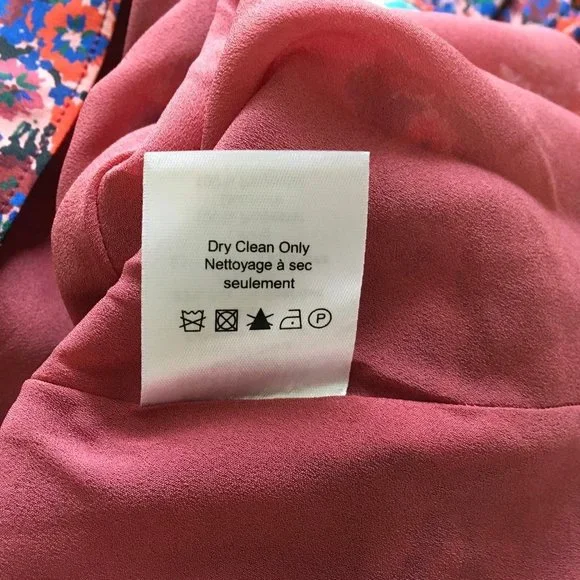 Dry Clean Only
Nettoyage à sec
seulement
P